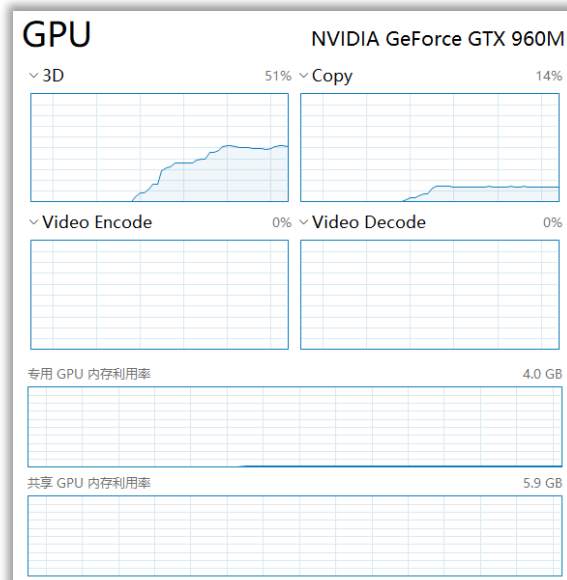 GPU NVIDIA GeForce GTX 960M
3D 51% Copy 14%
Video Encode 0% Video Decode 0%
专用 GPU 内存利用率 4.0 GB
共享 GPU 内存利用率 5.9 GB